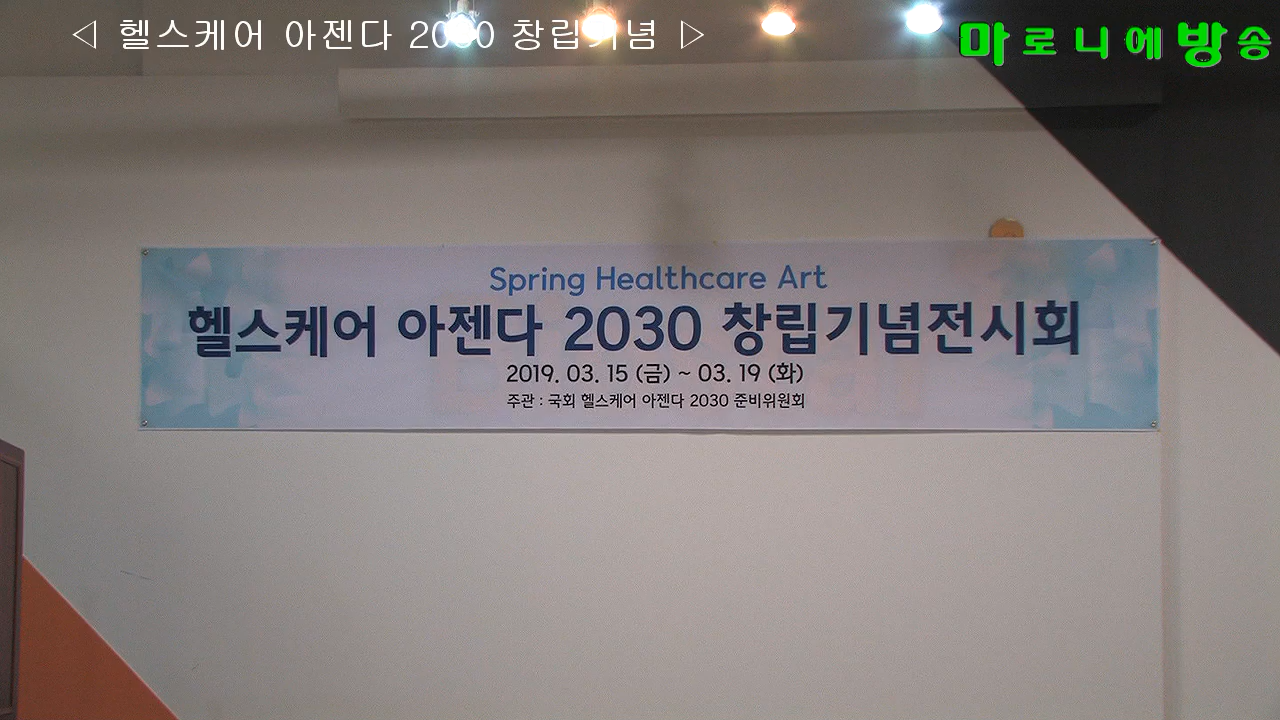 ◁ 헬스케어 아젠다 2030 창립기념 ▷
마로니에방송
Spring Healthcare Art
헬스케어 아젠다 2030 창립기념전시회
2019. 03. 15 (금) ~ 03. 19 (화)
주관 : 국회 헬스케어 아젠다 2030 준비위원회